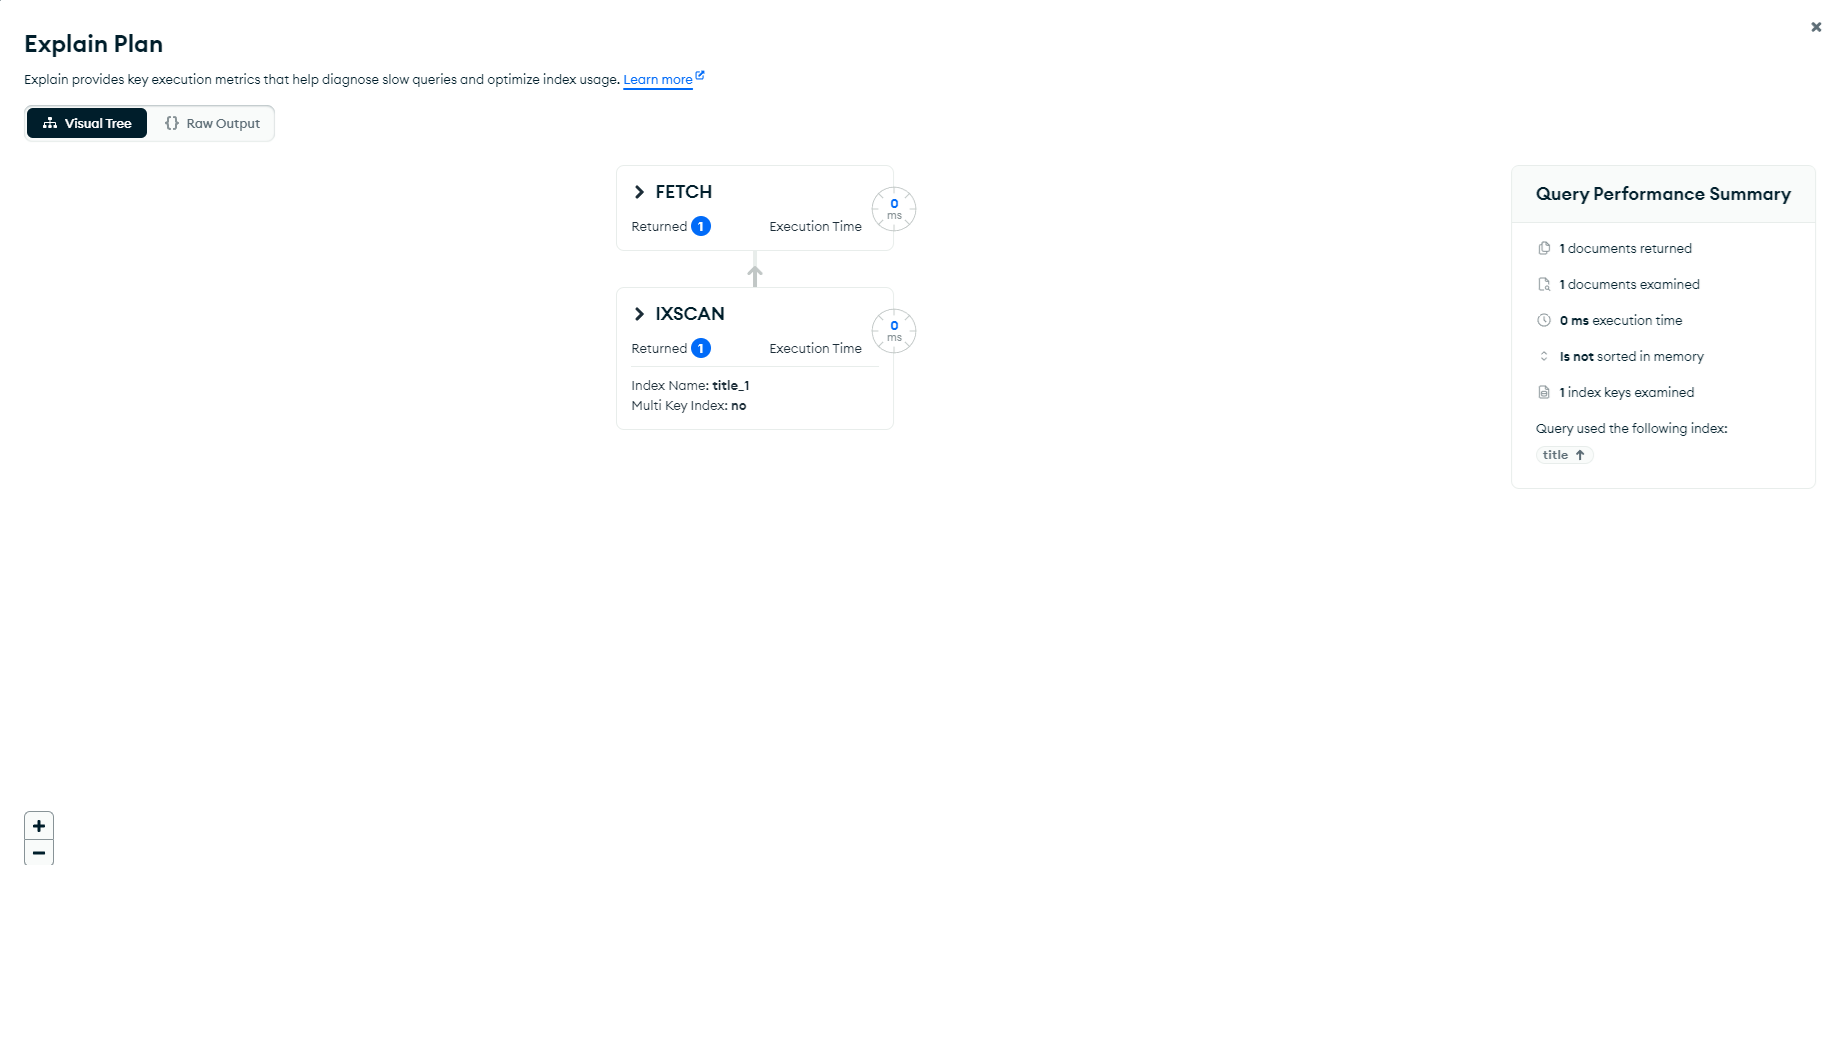 Explain Plan
Explain provides key execution metrics that help diagnose slow queries and optimize index usage. Learn more
Visual Tree
{} Raw Output
FETCH
Returned 1 Execution Time 0 ms
IXSCAN
Returned 1 Execution Time 0 ms
Index Name: title_1
Multi Key Index: no
Query Performance Summary
1 documents returned
1 documents examined
0 ms execution time
Is not sorted in memory
1 index keys examined
Query used the following index:
title ↑